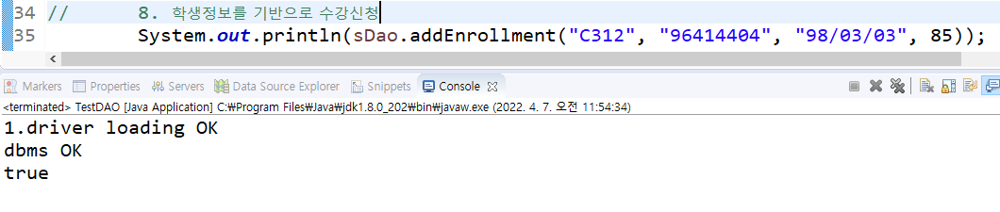 34 // 8. 학생정보를 기반으로 수강신청
35 System.out.println(sDao.addEnrollment("C312", "96414404", "98/03/03", 85));
Markers Properties Servers Data Source Explorer Snippets Console
<terminated> TestDAO [Java Application] C:₩Program Files₩Java₩jdk1.8.0_202₩bin₩javaw.exe (2022. 4. 7. 오전 11:54:34)
1.driver loading OK
dbms OK
true